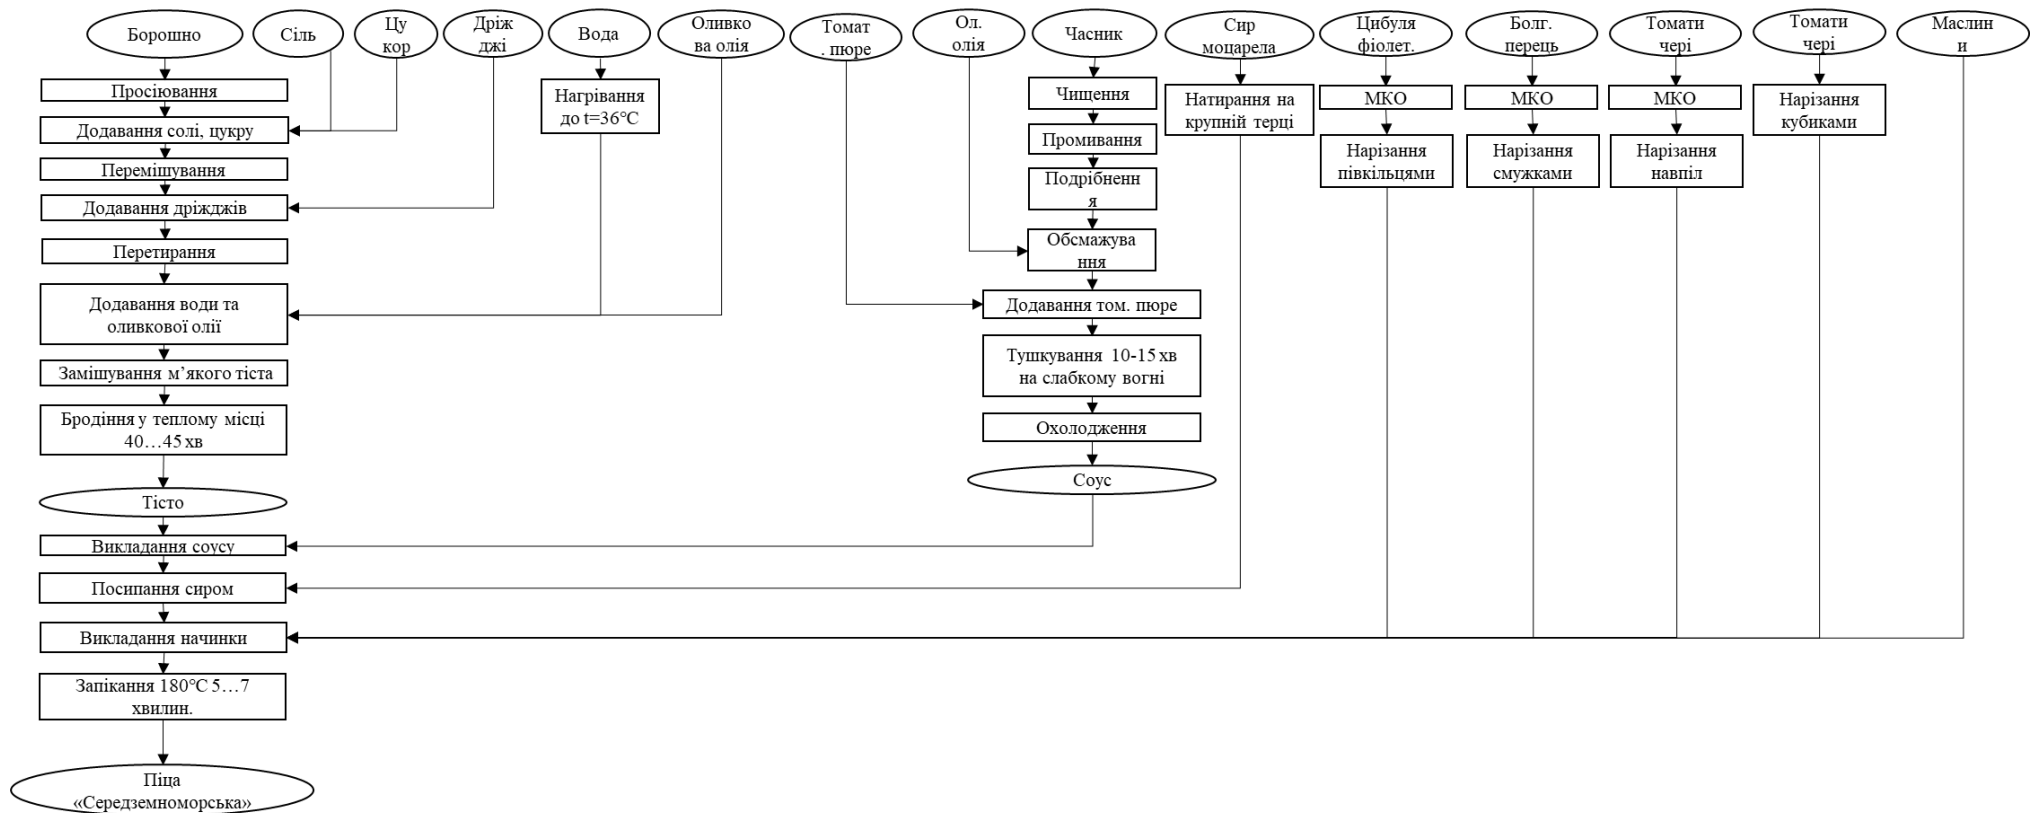 Борошно
Сіль
Цу
кор
Дріж
джі
Вода
Оливко
ва олія
Томат
. пюре
Ол.
олія
Часник
Сир
моцарела
Цибуля
фіолет.
Болг.
перець
Томати
чері
Томати
чері
Маслин
и
Просіювання
Додавання солі, цукру
Перемішування
Додавання дріжджів
Перетирання
Додавання води та
оливкової олії
Замішування м’якого тіста
Бродіння у теплому місці
40…45 хв
Тісто
Викладання соусу
Посипання сиром
Викладання начинки
Запікання 180°С 5…7
хвилин.
Піца
«Середземноморська»
Нагрівання
до t=36°С
Чищення
Промивання
Подрібненн
я
Обсмажува
ння
Додавання том. пюре
Тушкування 10-15 хв
на слабкому вогні
Охолодження
Соус
Натирання на
крупній терці
МКО
Нарізання
півкільцями
МКО
Нарізання
смужками
МКО
Нарізання
навпіл
Нарізання
кубиками